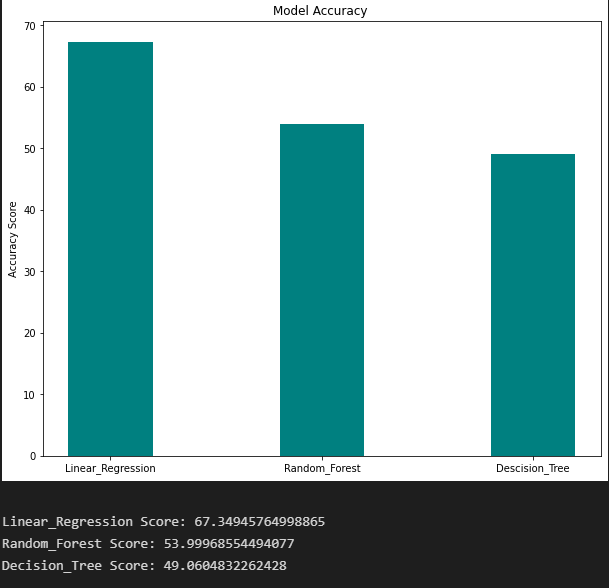 Model Accuracy
Accuracy Score
70
60
50
40
30
20
10
0
Linear_Regression Random_Forest Descision_Tree
Linear_Regression Score: 67.34945764998865
Random_Forest Score: 53.99968554494077
Decision_Tree Score: 49.0604832262428